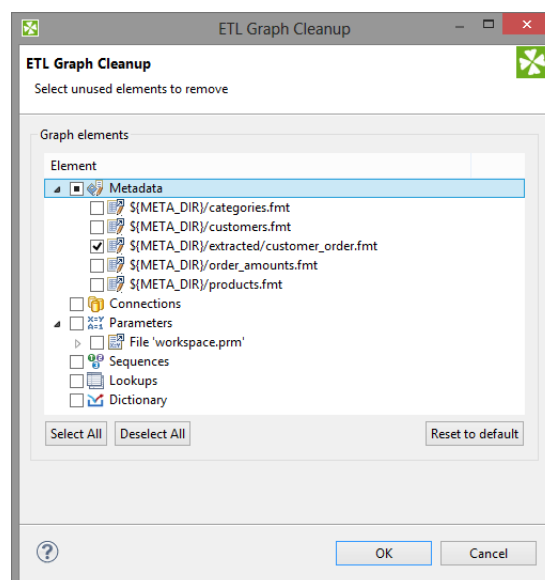 ETL Graph Cleanup
ETL Graph Cleanup
Select unused elements to remove
Graph elements
Element
Metadata
${META_DIR}/categories.fmt
${META_DIR}/customers.fmt
${META_DIR}/extracted/customer_order.fmt
${META_DIR}/order_amounts.fmt
${META_DIR}/products.fmt
Connections
X=Y
A=1 Parameters
File 'workspace.prm'
Sequences
Lookups
Dictionary
Select All Deselect All Reset to default
? OK Cancel